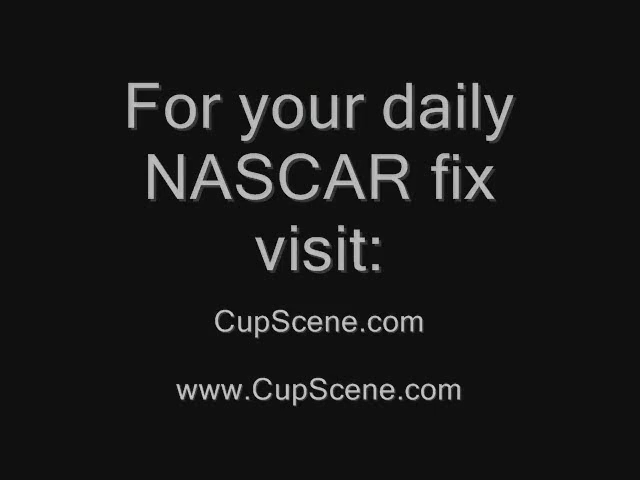 For your daily
NASCAR fix
visit:
CupScene.com
www.CupScene.com